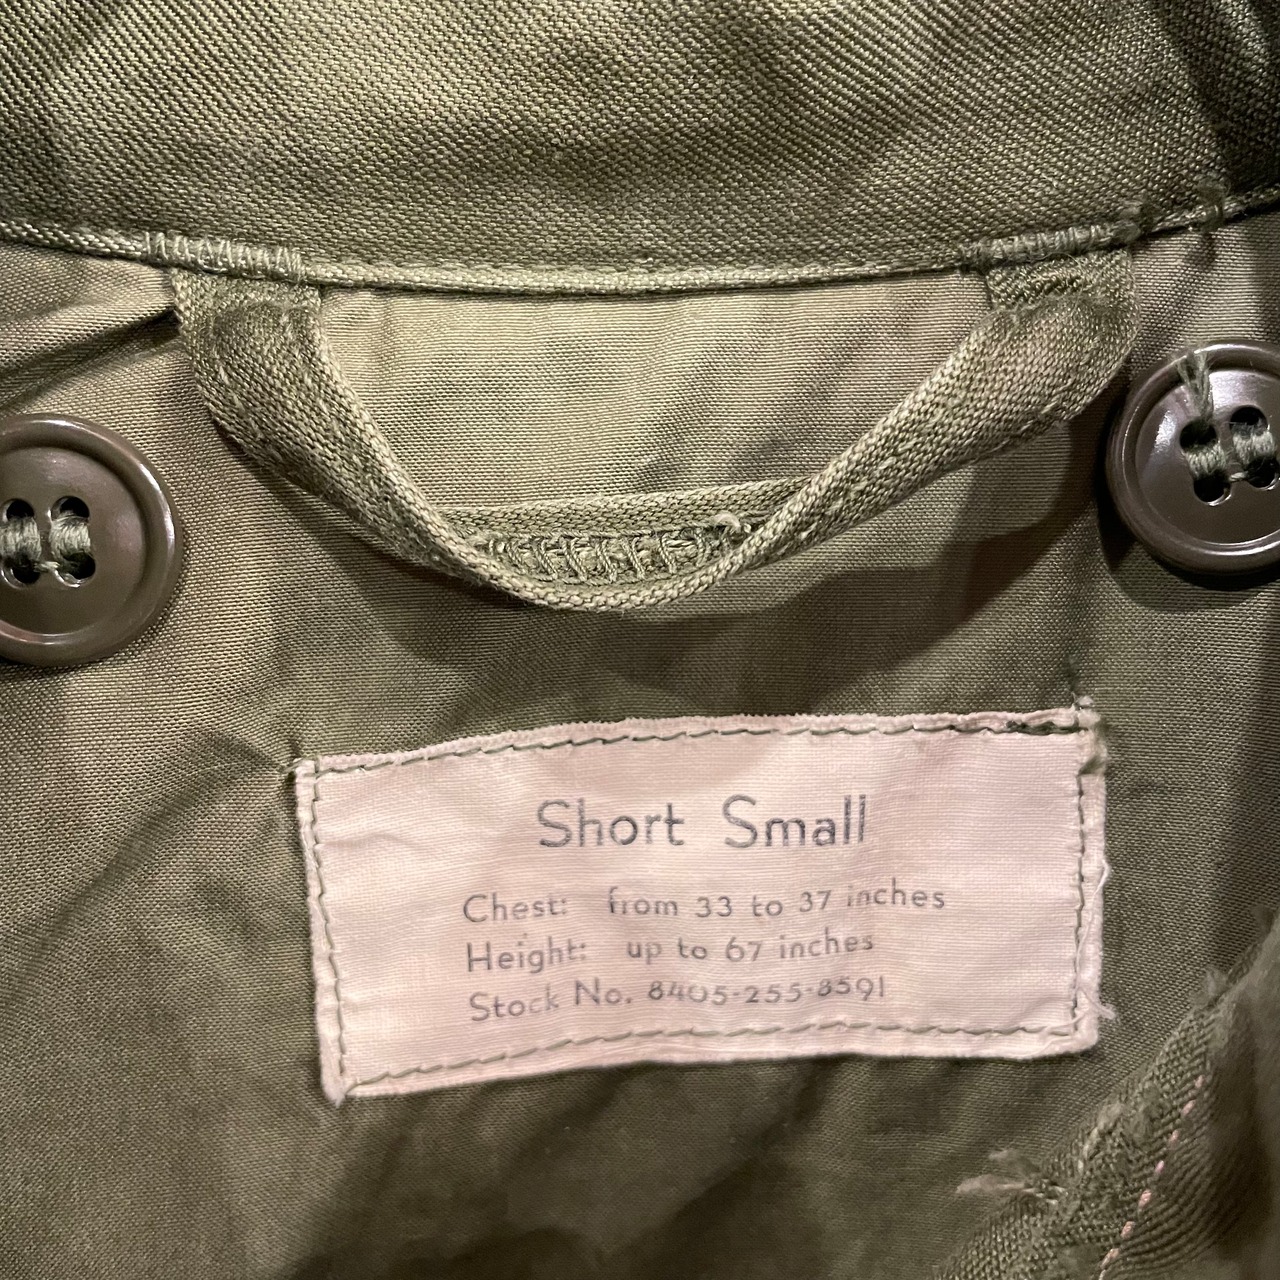 Short Small
Chest: from 33 to 37 inches
Height: up to 67 inches
Stock No. 8405-255-8591